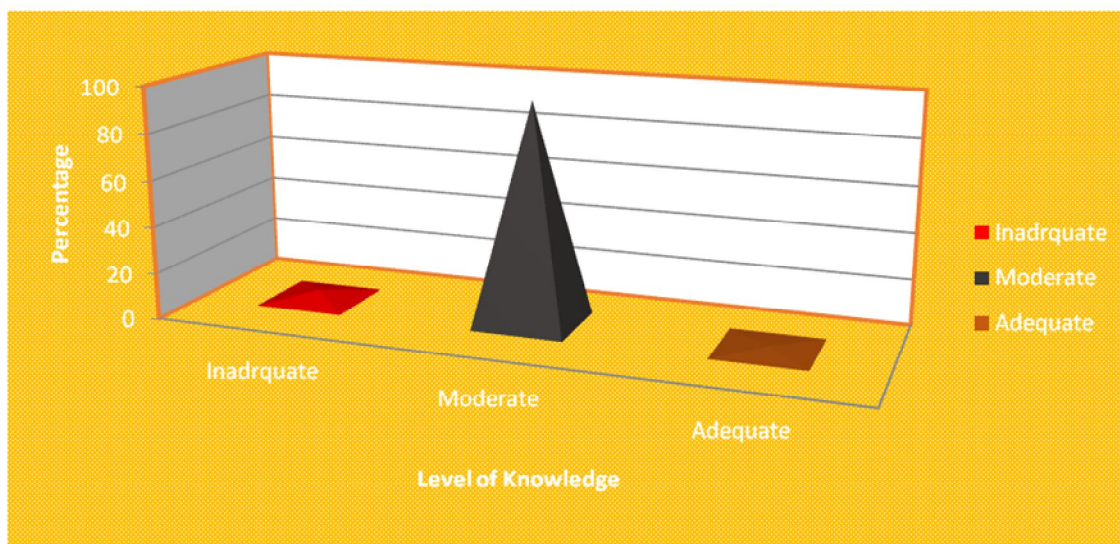 100
80
60
40
20
0
Percentage
Inadrquate
Moderate
Adequate
Level of Knowledge
Inadrquate
Moderate
Adequate